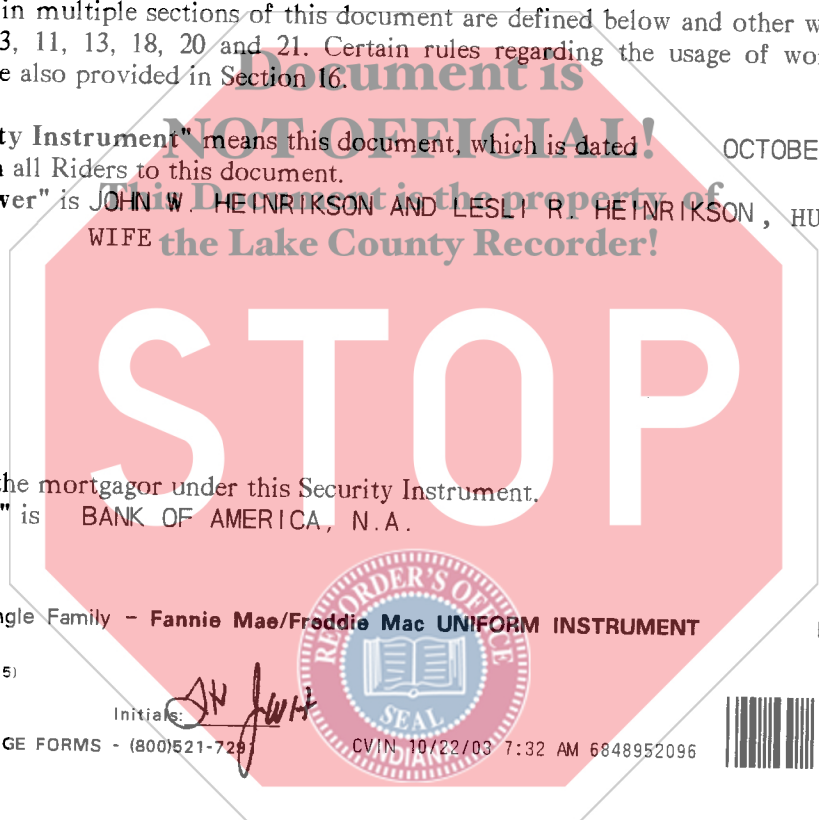 in multiple sections of this document are defined below and other w
3, 11, 13, 18, 20 and 21. Certain rules regarding the usage of wor
e also provided in Section 16.
Document is
NOT OFFICIAL!
This Document is the property of
the Lake County Recorder!
ty Instrument" means this document, which is dated OCTOBE
all Riders to this document.
ver" is JOHN W. HEINRIKSON AND LESLI R. HEINRIKSON, HU
WIFE
STOP
the mortgagor under this Security Instrument.
" is BANK OF AMERICA, N.A.
ngle Family - Fannie Mae/Freddie Mac UNIFORM INSTRUMENT
5)
RECORDER'S OFFICE
SEAL
INDIANA
Initials: JWH
GE FORMS - (800)521-7291
CVIN 10/22/03 7:32 AM 6848952096